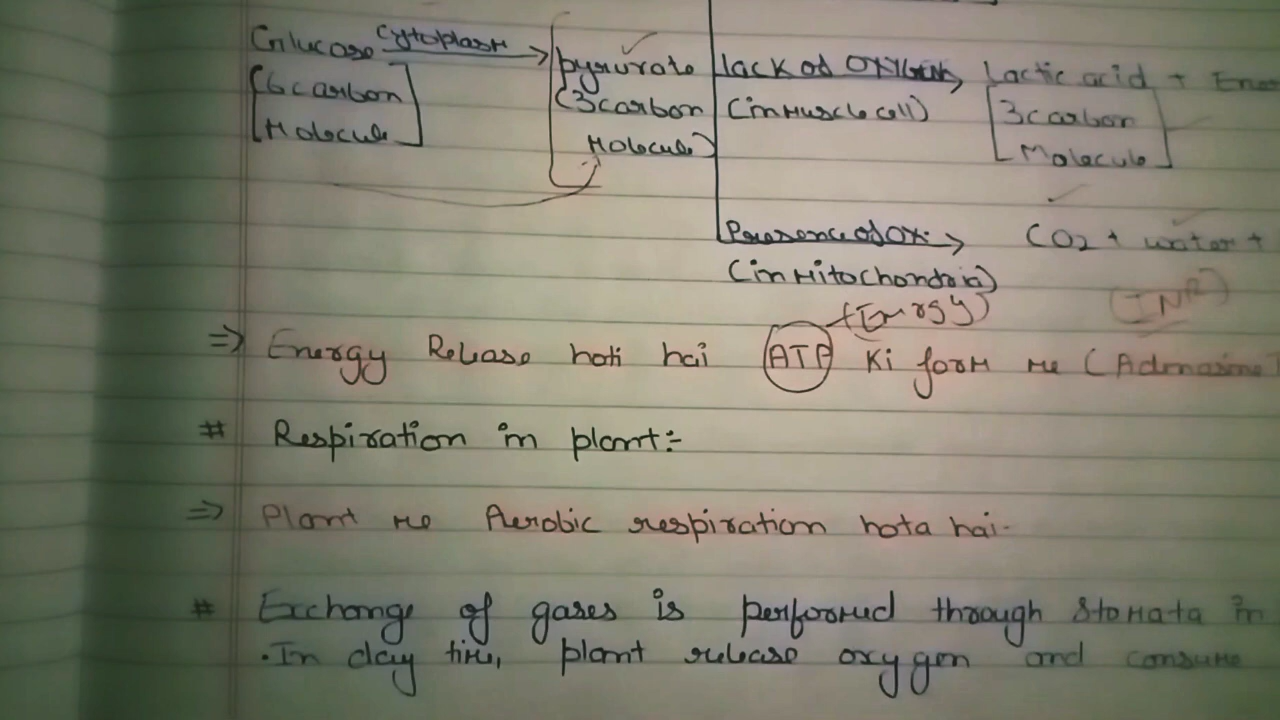 Glucose cytoplasm → pyruvate lack of oxygen → Lactic acid +
[6 carbon (3 carbon (in Muscle cell) [3 carbon
Molecule] Molecule) Molecule]
Presence of ox. → CO2 + water +
(in Mitochondria)
+(Energy)
⇒ Energy Release hoti hai ATP Ki form me (
# Respiration in plant:-
⇒ Plant me Aerobic respiration hota hai.
# Exchange of gases is performed through Stomata in
.In day time, plant release oxygen and consume